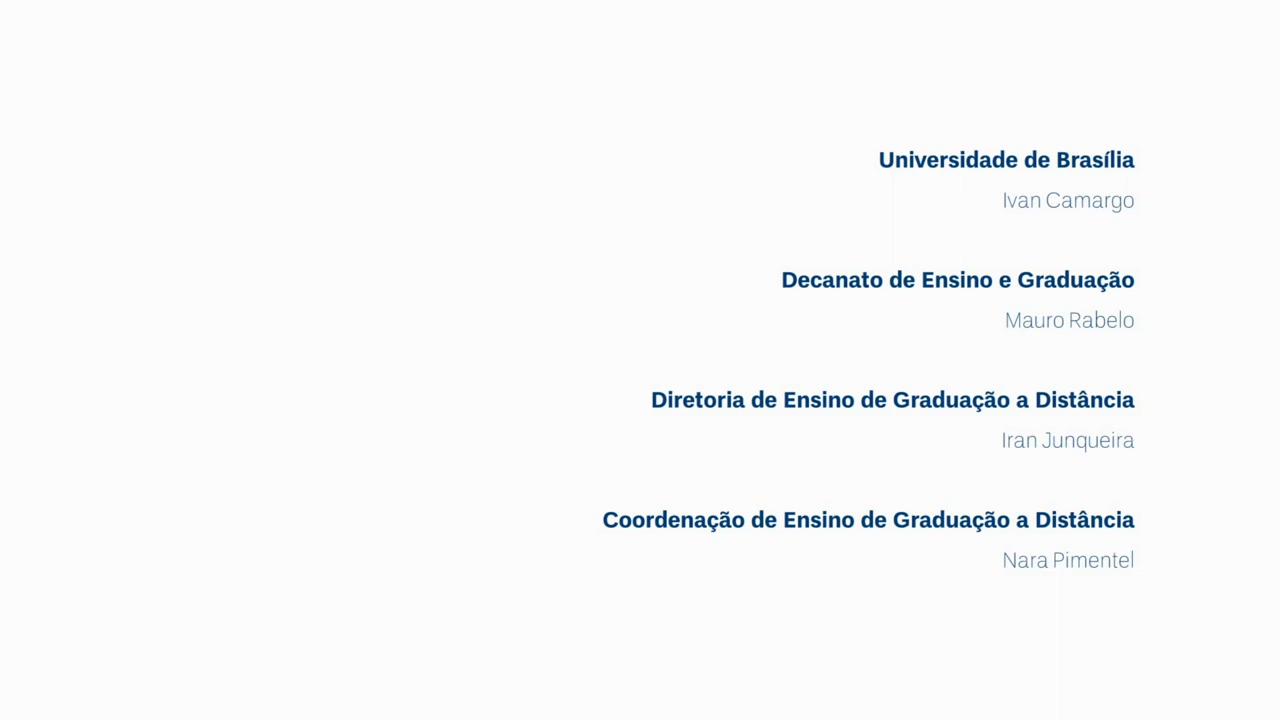 Universidade de Brasília
Ivan Camargo
Decanato de Ensino e Graduação
Mauro Rabelo
Diretoria de Ensino de Graduação a Distância
Iran Junqueira
Coordenação de Ensino de Graduação a Distância
Nara Pimentel